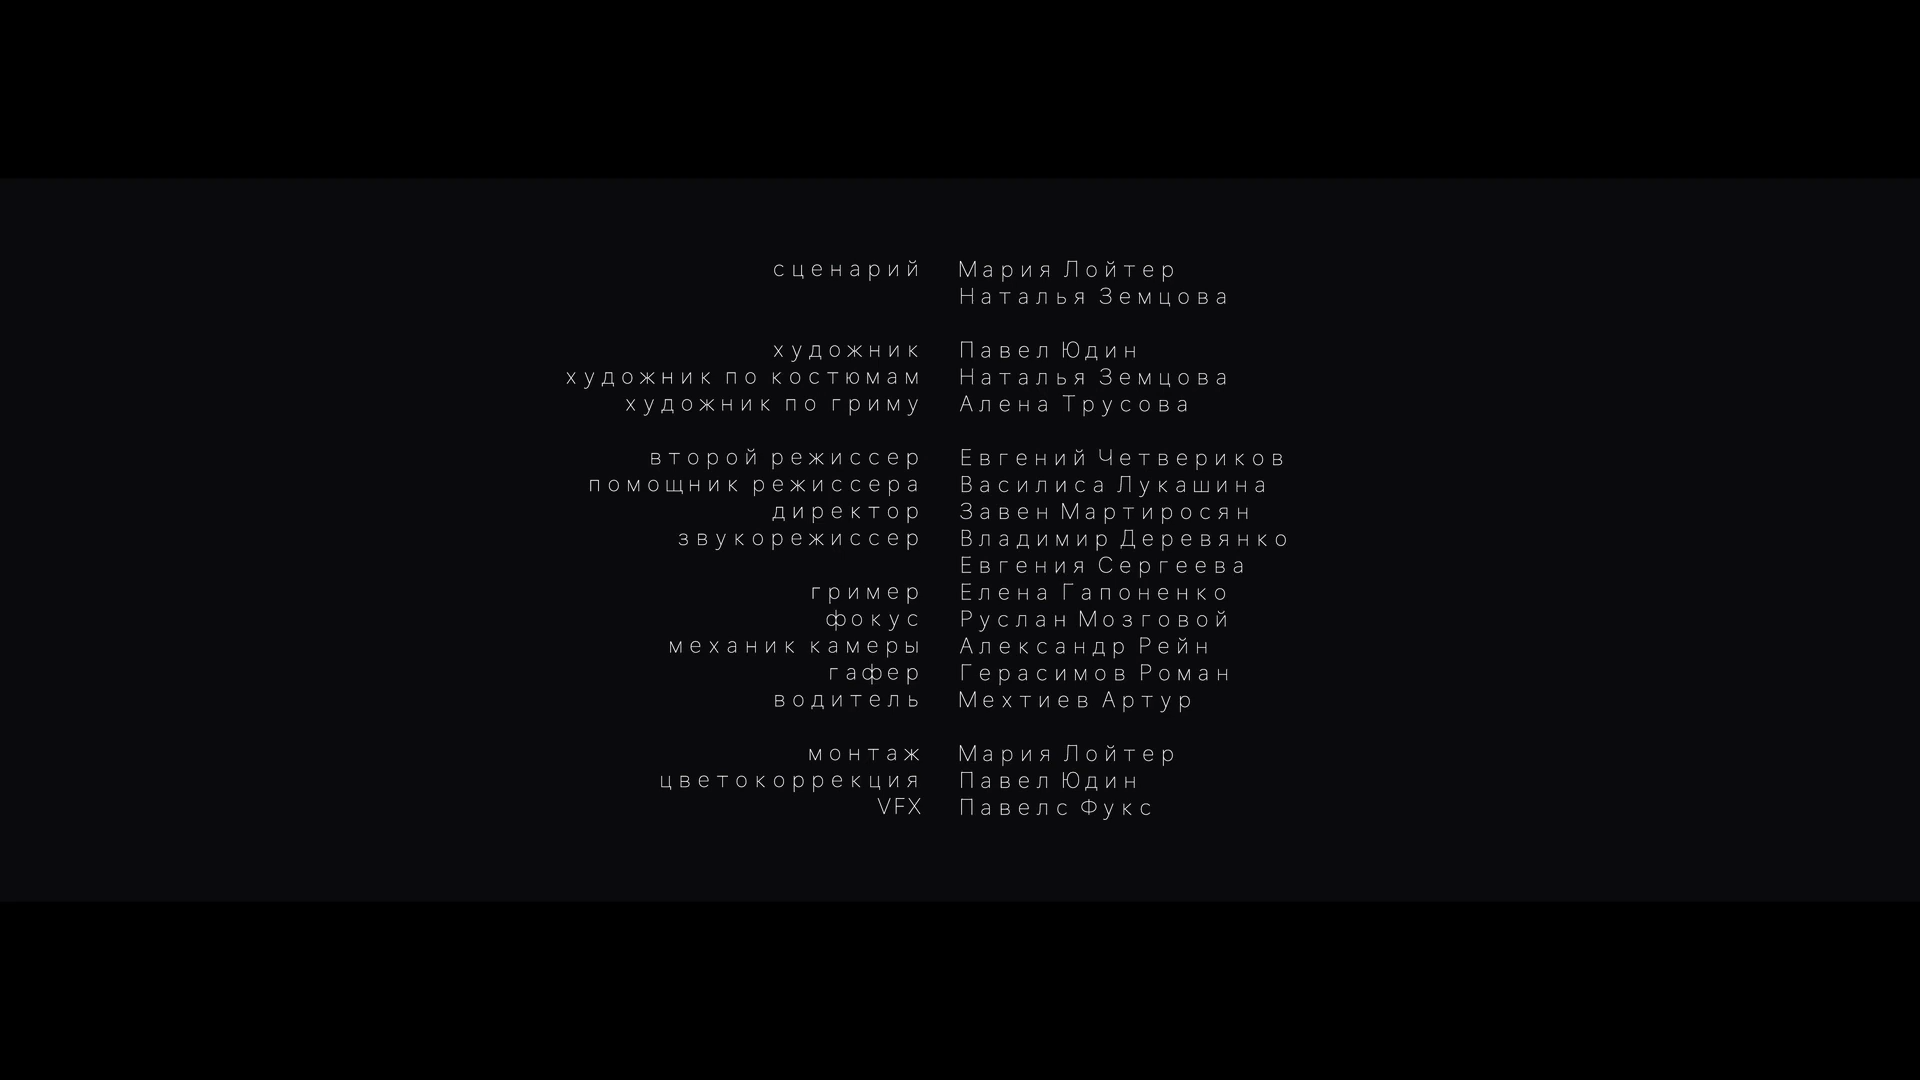 сценарий Мария Лойтер
Наталья Земцова
художник Павел Юдин
художник по костюмам Наталья Земцова
художник по гриму Алена Трусова
второй режиссер Евгений Четвериков
помощник режиссера Василиса Лукашина
директор Завен Мартиросян
звукорежиссер Владимир Деревянко
Евгения Сергеева
гример Елена Гапоненко
фокус Руслан Мозговой
механик камеры Александр Рейн
гафер Герасимов Роман
водитель Мехтиев Артур
монтаж Мария Лойтер
цветокоррекция Павел Юдин
VFX Павелс Фукс